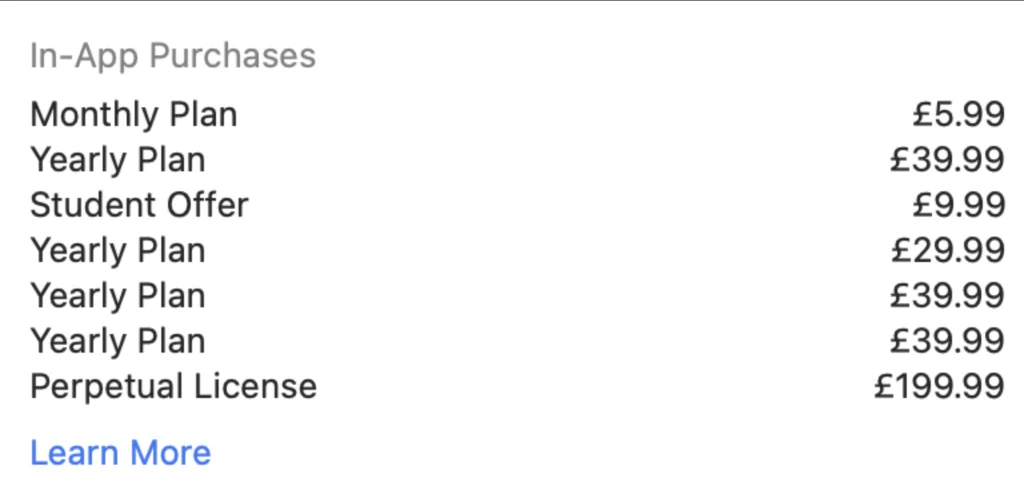 In-App Purchases
Monthly Plan £5.99
Yearly Plan £39.99
Student Offer £9.99
Yearly Plan £29.99
Yearly Plan £39.99
Yearly Plan £39.99
Perpetual License £199.99
Learn More